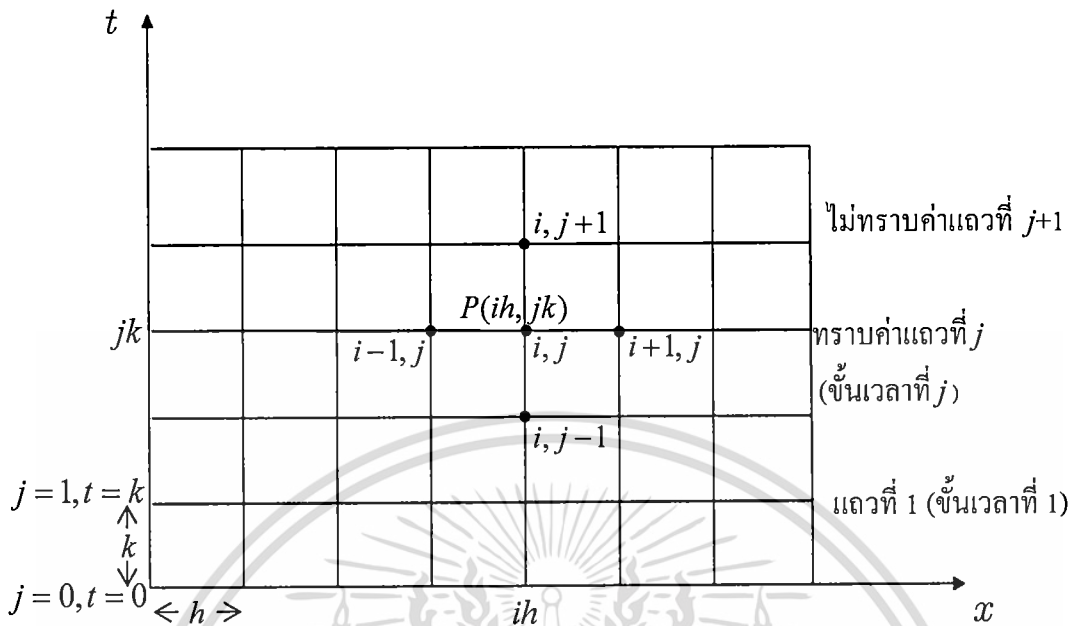 t
i, j+1
ไม่ทราบค่าแถวที่ j+1
P(ih, jk)
jk
i−1, j
i, j
i+1, j
ทราบค่าแถวที่ j
(ขั้นเวลาที่ j)
i, j−1
j = 1, t = k
แถวที่ 1 (ขั้นเวลาที่ 1)
k
j = 0, t = 0
h
ih
x